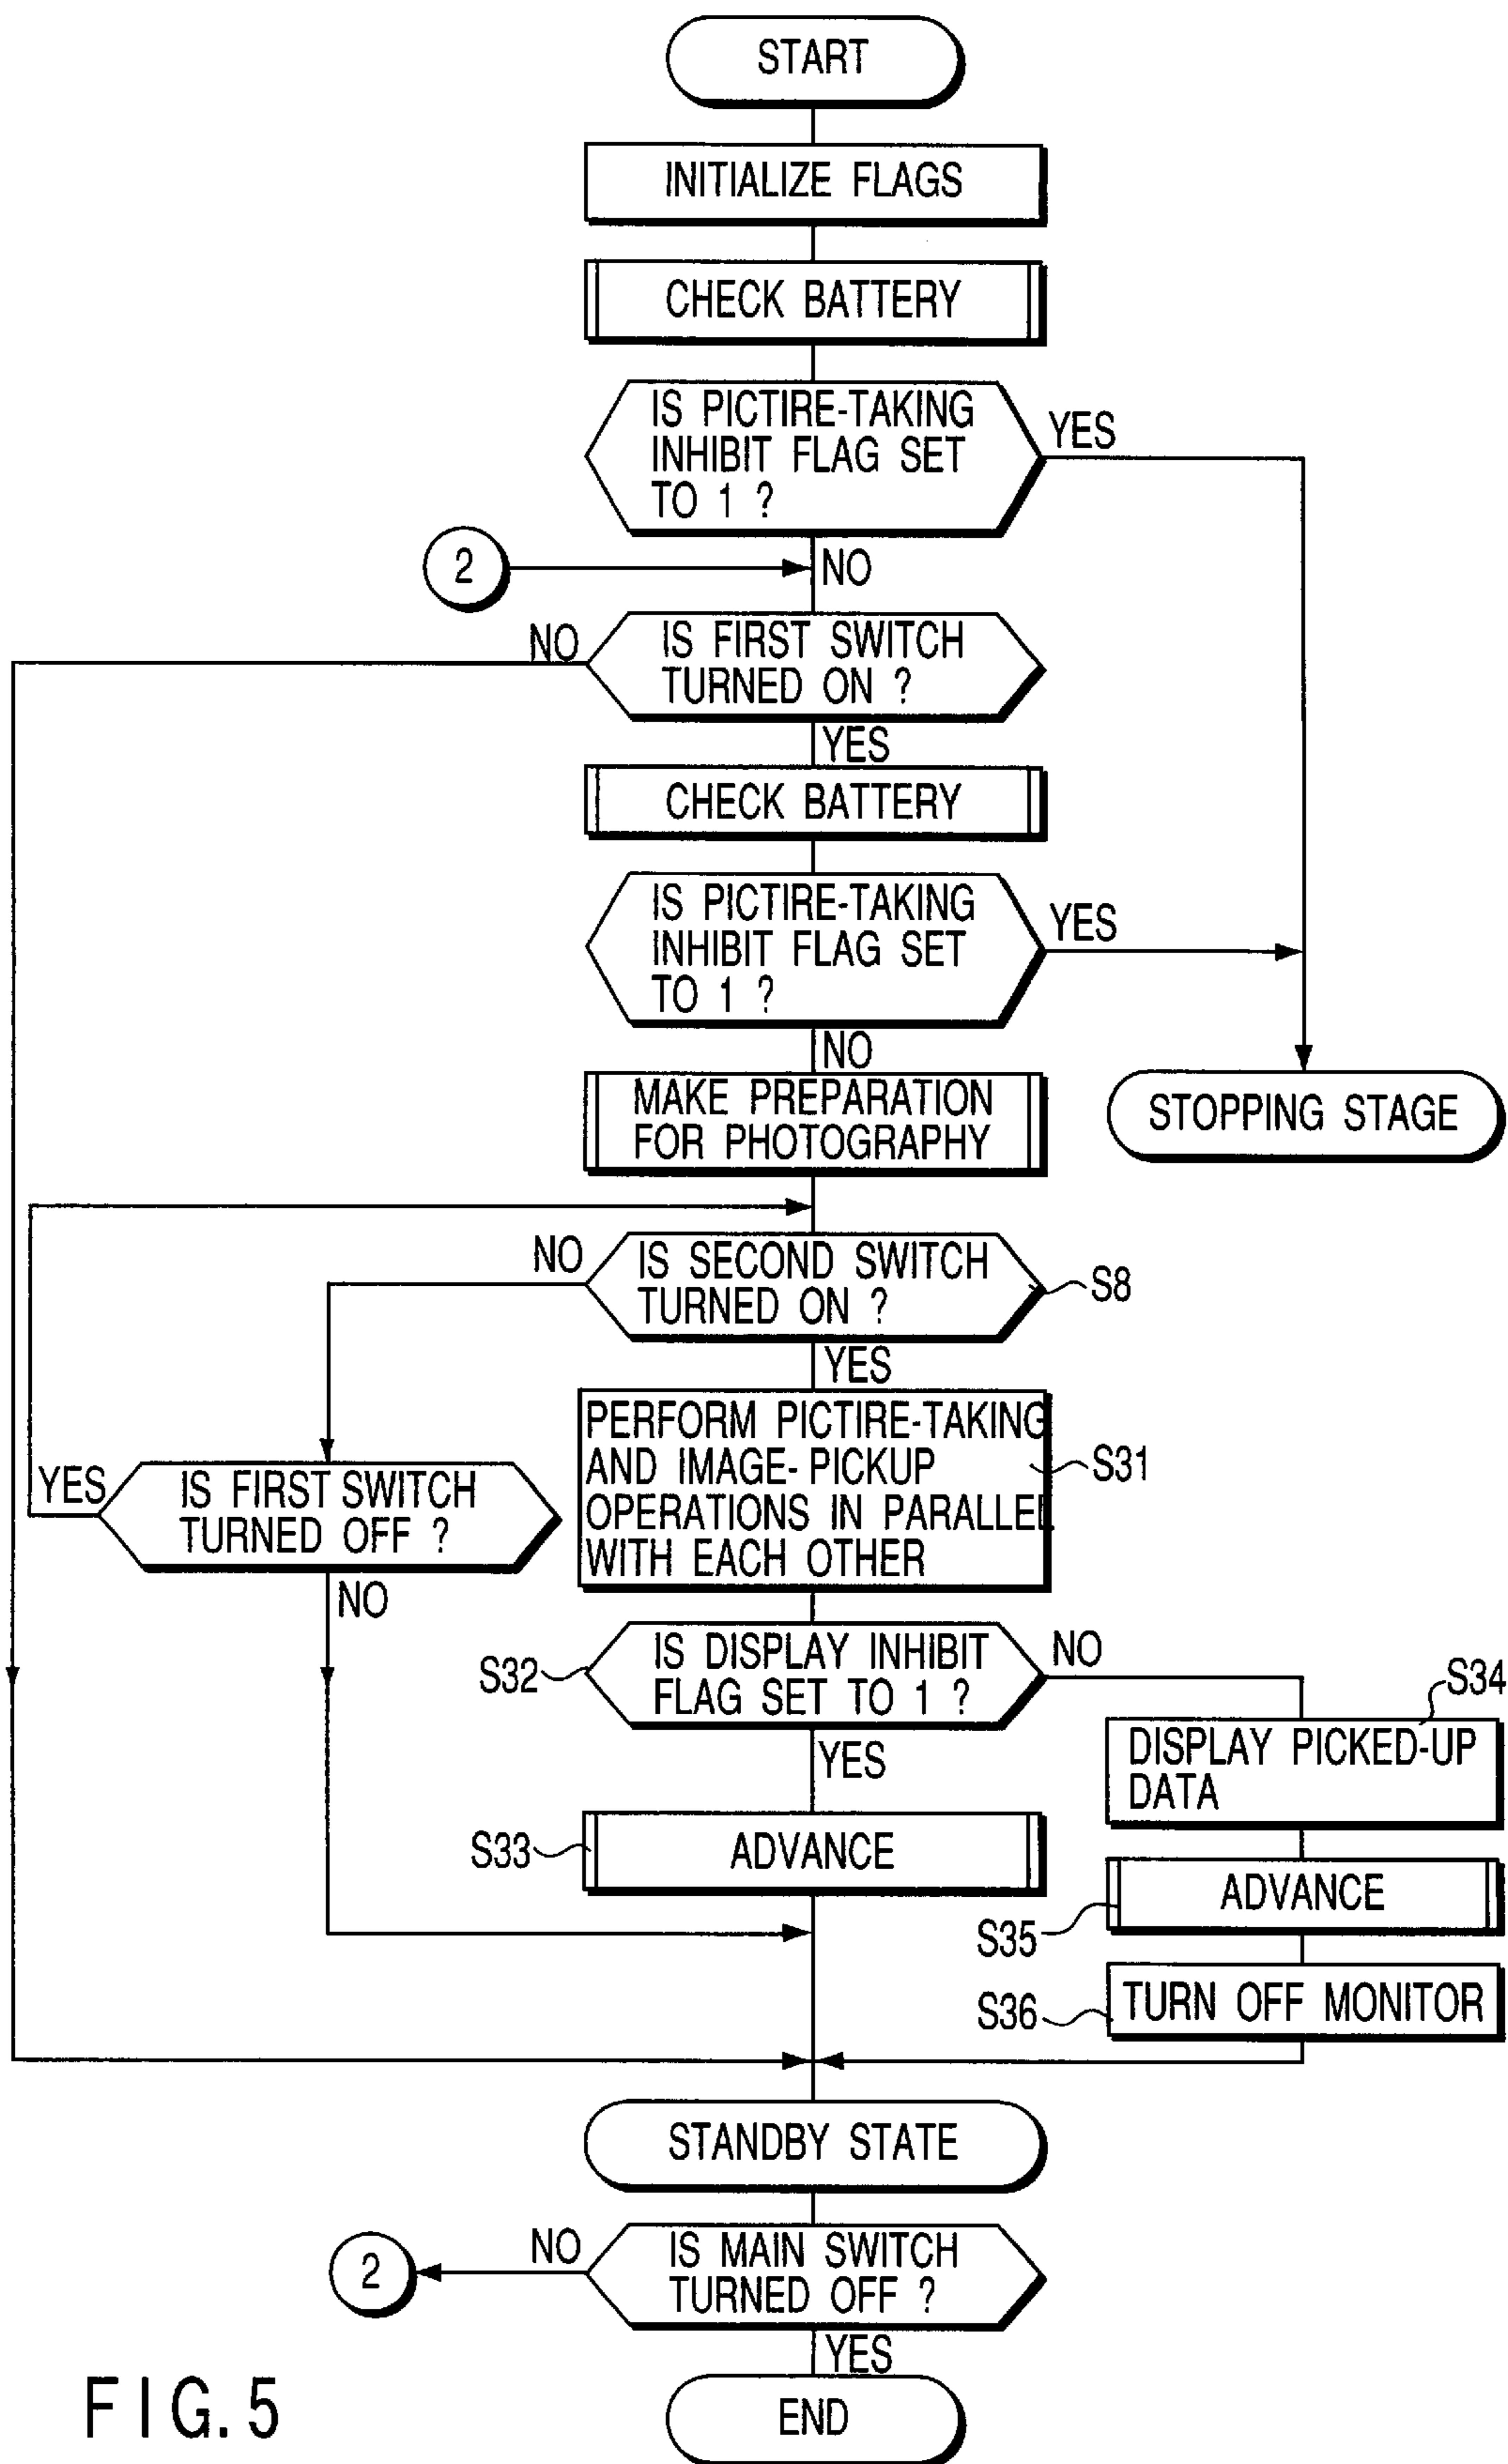 START
INITIALIZE FLAGS
CHECK BATTERY
IS PICTIRE-TAKING
INHIBIT FLAG SET
TO 1 ?
YES
2
NO
NO
IS FIRST SWITCH
TURNED ON ?
YES
CHECK BATTERY
IS PICTIRE-TAKING
INHIBIT FLAG SET
TO 1 ?
YES
NO
MAKE PREPARATION
FOR PHOTOGRAPHY
STOPPING STAGE
NO
IS SECOND SWITCH
TURNED ON ?
S8
YES
PERFORM PICTIRE-TAKING
AND IMAGE-PICKUP
OPERATIONS IN PARALLEL
WITH EACH OTHER
S31
YES
IS FIRST SWITCH
TURNED OFF ?
NO
S32
IS DISPLAY INHIBIT
FLAG SET TO 1 ?
NO
YES
S34
DISPLAY PICKED-UP
DATA
S33
ADVANCE
ADVANCE
S35
S36
TURN OFF MONITOR
STANDBY STATE
2
NO
IS MAIN SWITCH
TURNED OFF ?
YES
END
FIG. 5